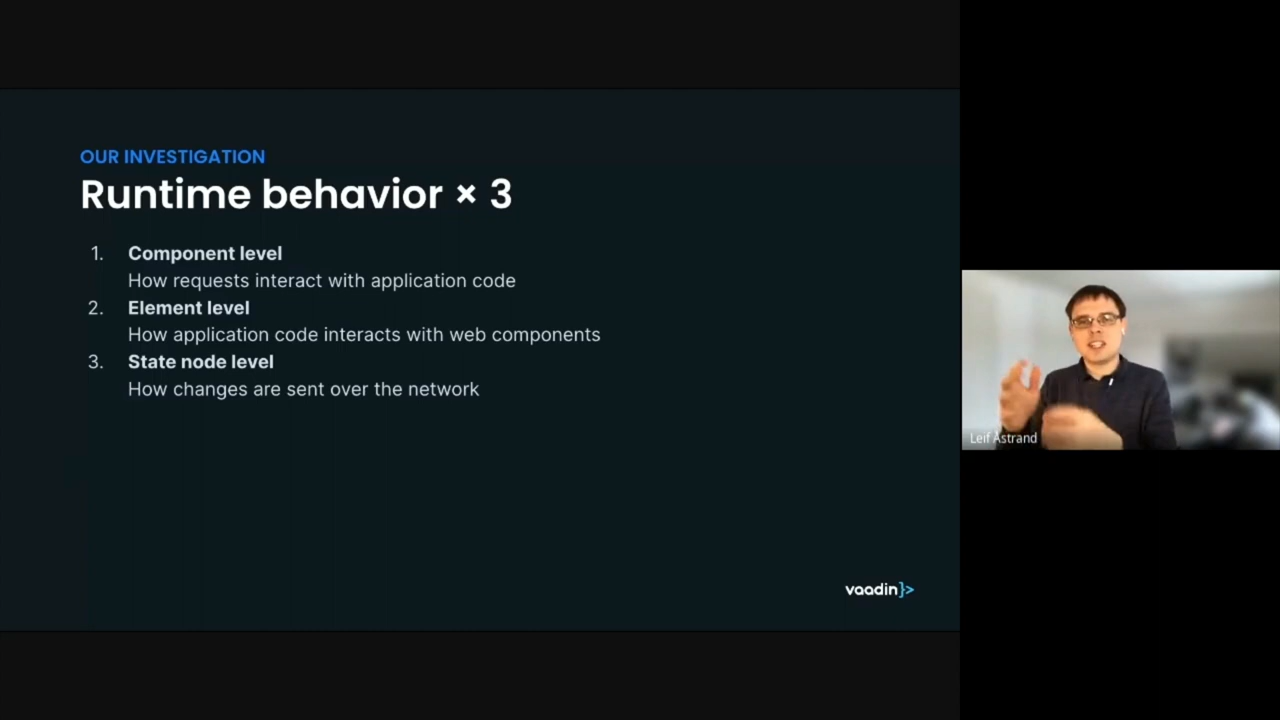 OUR INVESTIGATION
Runtime behavior × 3
1. Component level
How requests interact with application code
2. Element level
How application code interacts with web components
3. State node level
How changes are sent over the network
vaadin}>
Leif Åstrand